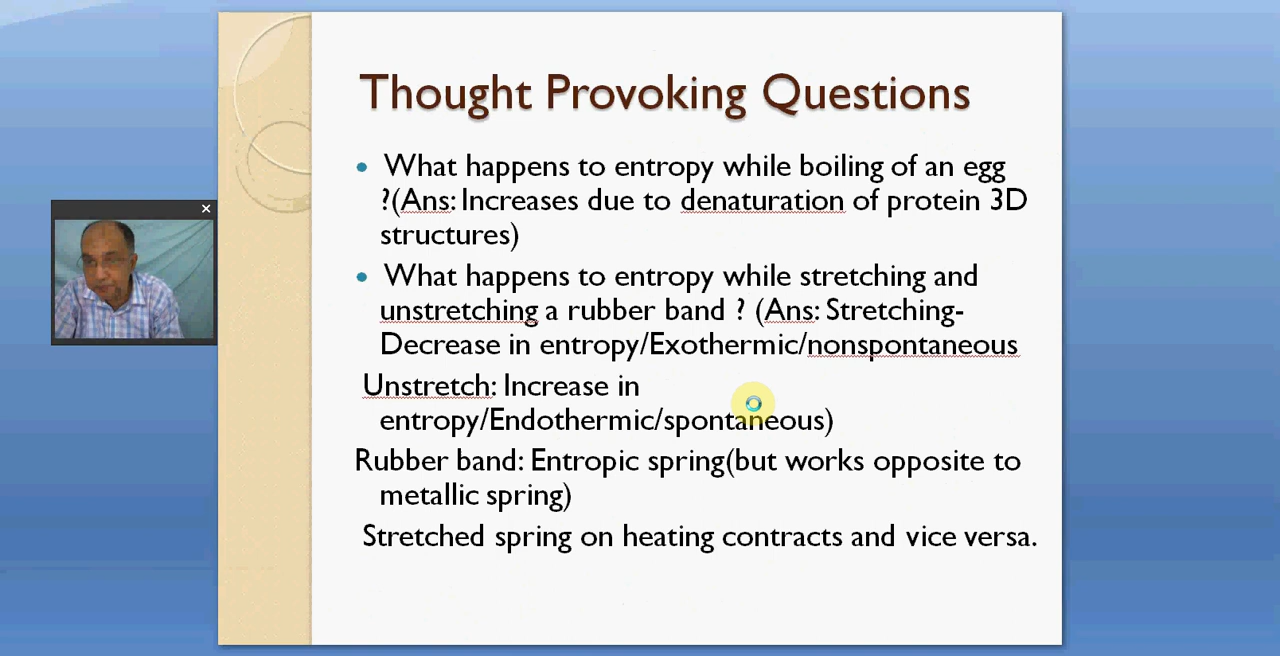 Thought Provoking Questions
• What happens to entropy while boiling of an egg
?(Ans: Increases due to denaturation of protein 3D
structures)
• What happens to entropy while stretching and
unstretching a rubber band ? (Ans: Stretching-
Decrease in entropy/Exothermic/nonspontaneous
Unstretch: Increase in
entropy/Endothermic/spontaneous)
Rubber band: Entropic spring(but works opposite to
metallic spring)
Stretched spring on heating contracts and vice versa.